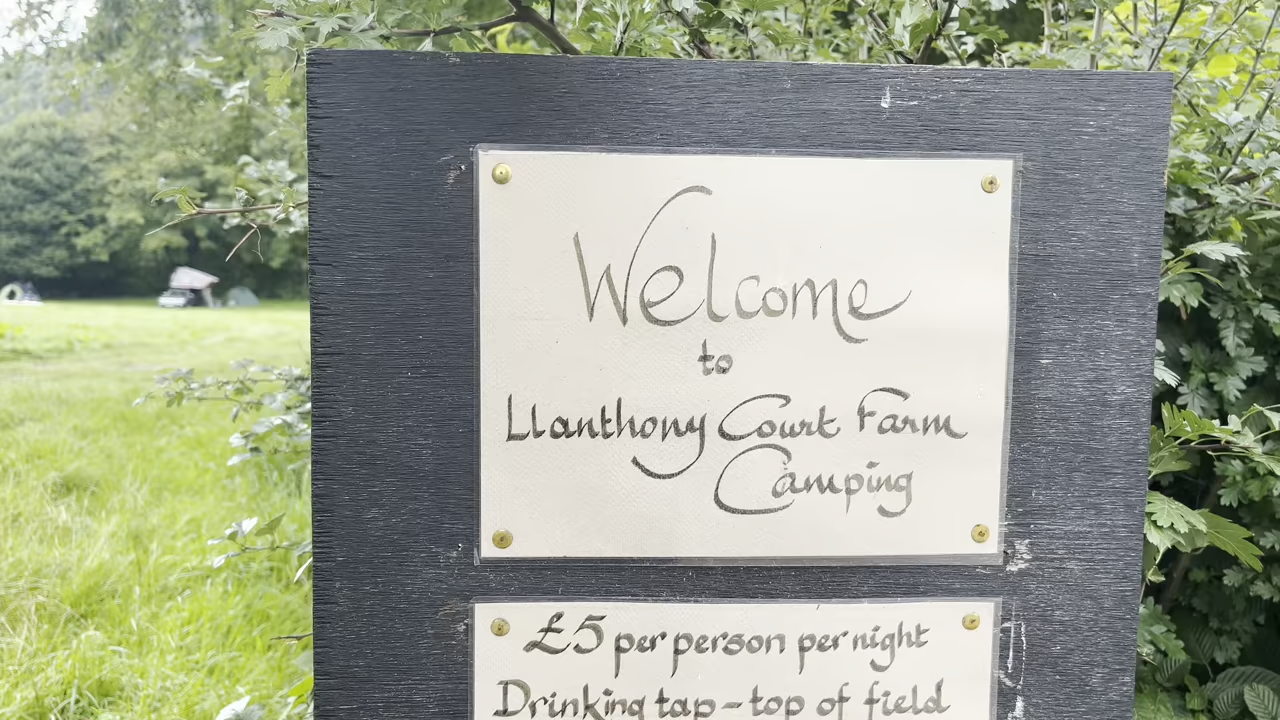 Welcome
to
Llanthony Court Farm
Camping
£5 per person per night
Drinking tap - top of field